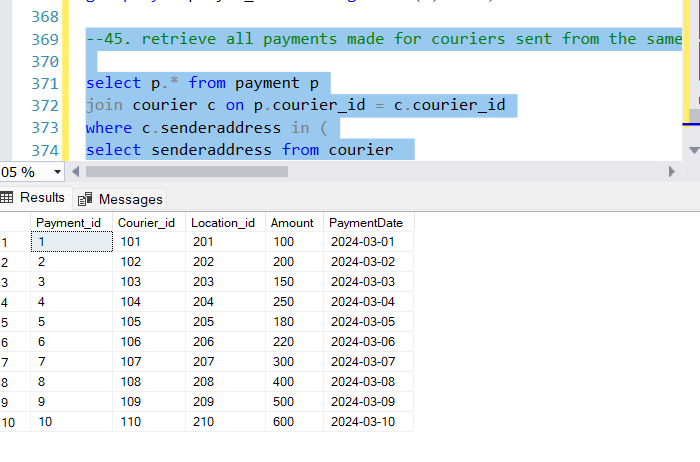 368
369 --45. retrieve all payments made for couriers sent from the same
370
371 select p.* from payment p
372 join courier c on p.courier_id = c.courier_id
373 where c.senderaddress in (
374 select senderaddress from courier
05 %
Results Messages
Payment_id Courier_id Location_id Amount PaymentDate
1 1 101 201 100 2024-03-01
2 2 102 202 200 2024-03-02
3 3 103 203 150 2024-03-03
4 4 104 204 250 2024-03-04
5 5 105 205 180 2024-03-05
6 6 106 206 220 2024-03-06
7 7 107 207 300 2024-03-07
8 8 108 208 400 2024-03-08
9 9 109 209 500 2024-03-09
10 10 110 210 600 2024-03-10